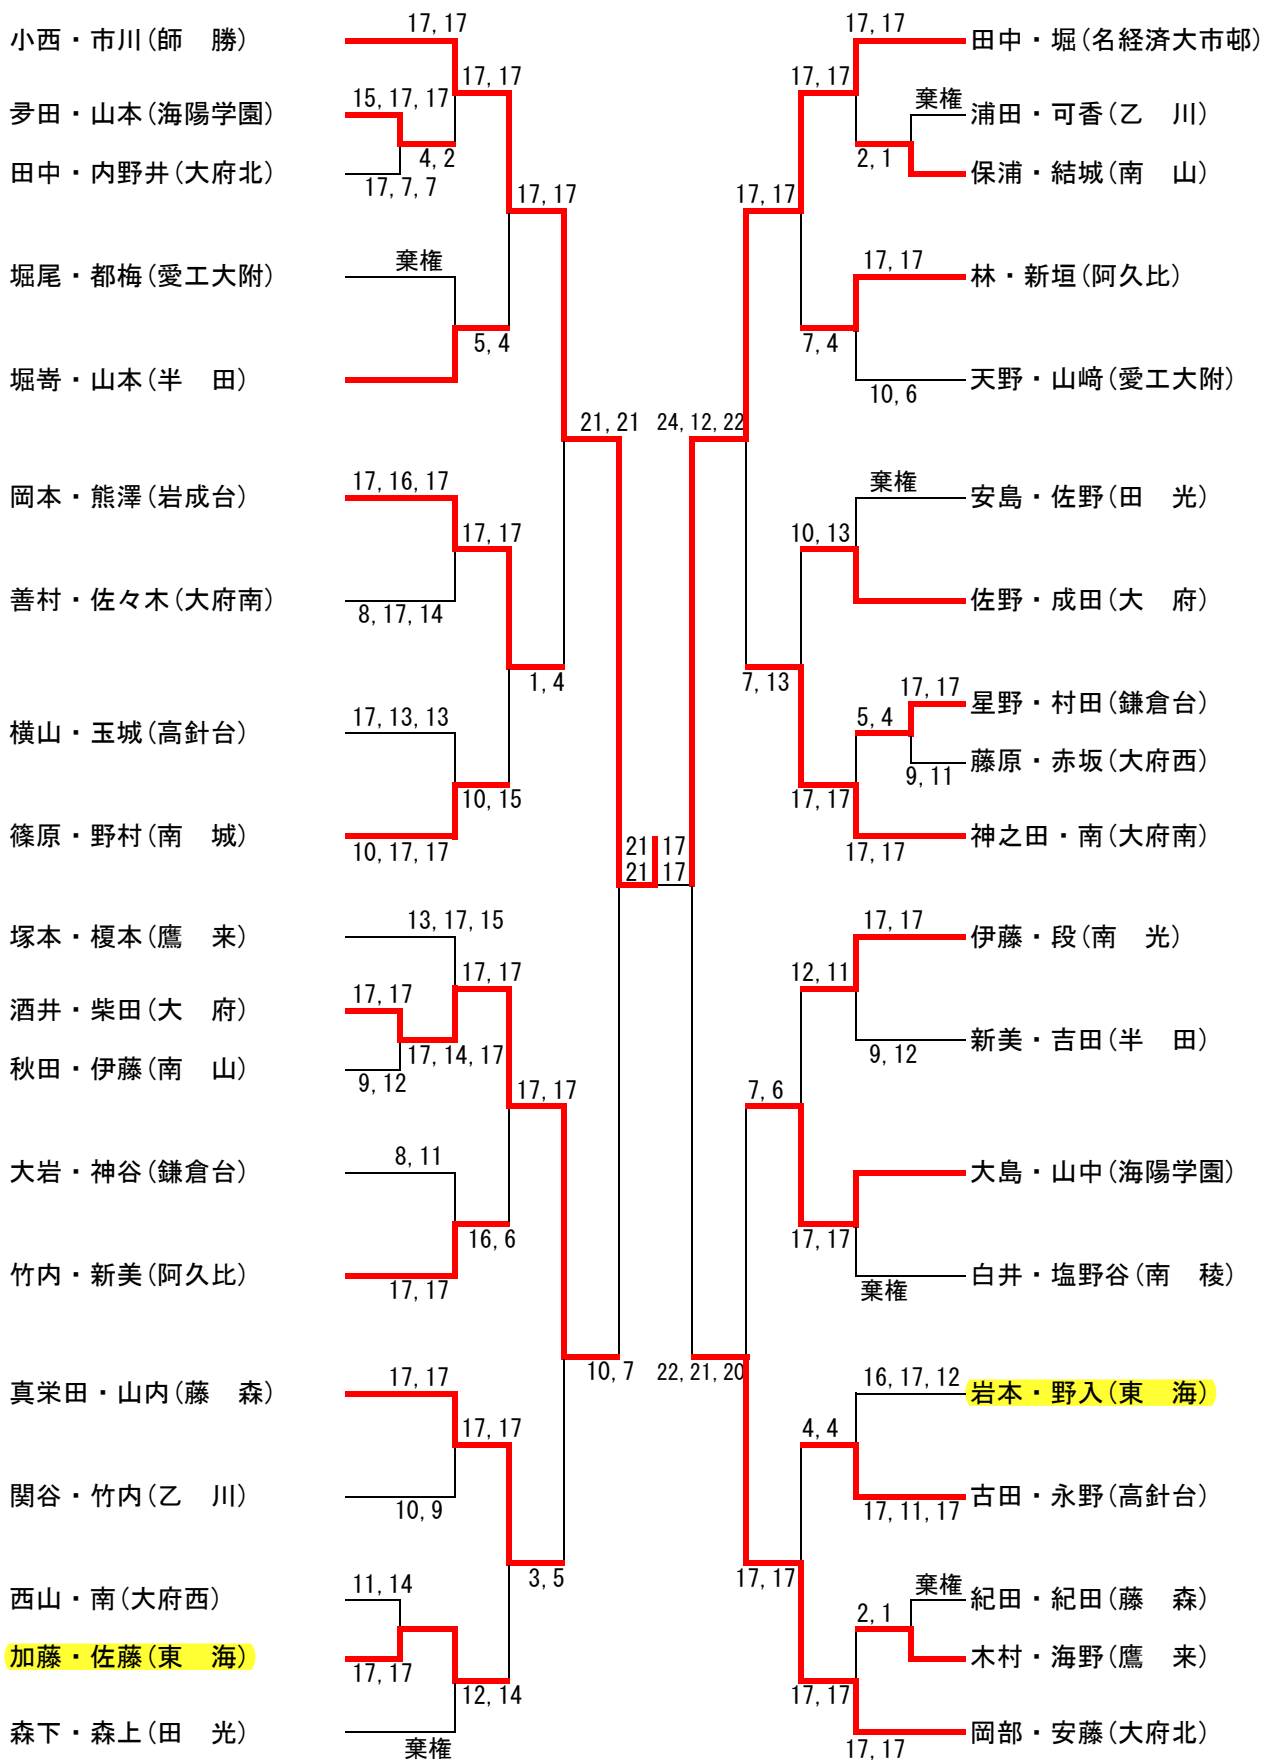 17, 17
小西・市川(師　勝)
17, 17
15, 17, 17
夛田・山本(海陽学園)
4, 2
田中・内野井(大府北)
17, 7, 7
17, 17
棄権
堀尾・都梅(愛工大附)
5, 4
堀嵜・山本(半　田)
21, 21
17, 16, 17
岡本・熊澤(岩成台)
17, 17
善村・佐々木(大府南)
8, 17, 14
1, 4
17, 13, 13
横山・玉城(高針台)
10, 15
篠原・野村(南　城)
10, 17, 17
21 17
21 17
13, 17, 15
塚本・榎本(鷹　来)
17, 17
17, 17
酒井・柴田(大　府)
17, 14, 17
秋田・伊藤(南　山)
9, 12
17, 17
8, 11
大岩・神谷(鎌倉台)
16, 6
竹内・新美(阿久比)
17, 17
10, 7
17, 17
真栄田・山内(藤　森)
17, 17
関谷・竹内(乙　川)
10, 9
3, 5
11, 14
西山・南(大府西)
加藤・佐藤(東　海)
17, 17
12, 14
森下・森上(田　光)
棄権
17, 17
田中・堀(名経済大市邨)
17, 17
棄権
浦田・可香(乙　川)
2, 1
保浦・結城(南　山)
17, 17
17, 17
林・新垣(阿久比)
7, 4
天野・山﨑(愛工大附)
10, 6
24, 12, 22
棄権
安島・佐野(田　光)
10, 13
佐野・成田(大　府)
7, 13
17, 17
星野・村田(鎌倉台)
5, 4
藤原・赤坂(大府西)
9, 11
17, 17
神之田・南(大府南)
17, 17
17, 17
伊藤・段(南　光)
12, 11
新美・吉田(半　田)
9, 12
7, 6
大島・山中(海陽学園)
17, 17
白井・塩野谷(南　稜)
棄権
22, 21, 20
16, 17, 12
岩本・野入(東　海)
4, 4
古田・永野(高針台)
17, 11, 17
17, 17
棄権
紀田・紀田(藤　森)
2, 1
木村・海野(鷹　来)
17, 17
岡部・安藤(大府北)
17, 17